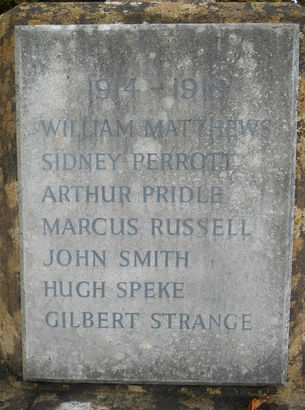 1914 - 1918
WILLIAM MATTHEWS
SIDNEY PERROTT
ARTHUR PRIDLE
MARCUS RUSSELL
JOHN SMITH
HUGH SPEKE
GILBERT STRANGE